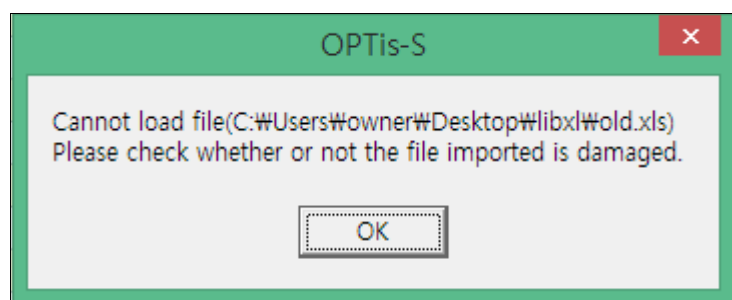 OPTis-S
Cannot load file(C:₩Users₩owner₩Desktop₩libxl₩old.xls)
Please check whether or not the file imported is damaged.
OK